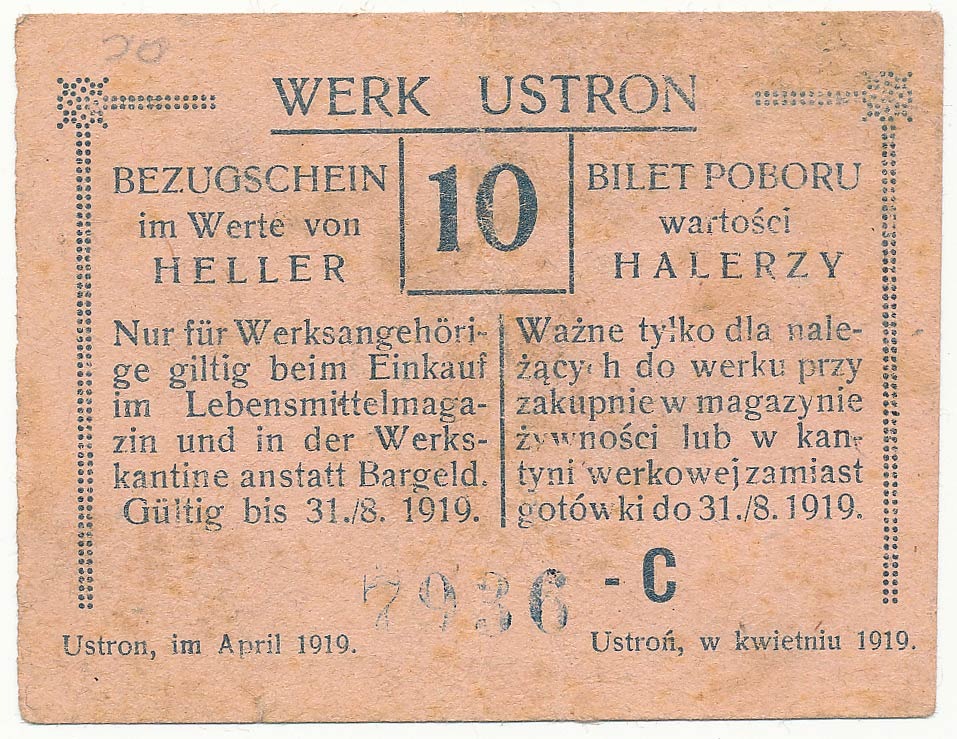 20
WERK USTRON
BEZUGSCHEIN
im Werte von
HELLER
10
BILET POBORU
wartości
HALERZY
Nur für Werksangehöri-
ge giltig beim Einkauf
im Lebensmittelmaga-
zin und in der Werks-
kantine anstatt Bargeld.
Gültig bis 31./8. 1919.
Ważne tylko dla nale-
żących do werku przy
zakupnie w magazynie
żywności lub w kan-
tyni werkowej zamiast
gotówki do 31./8. 1919.
7936 - C
Ustron, im April 1919.
Ustroń, w kwietniu 1919.